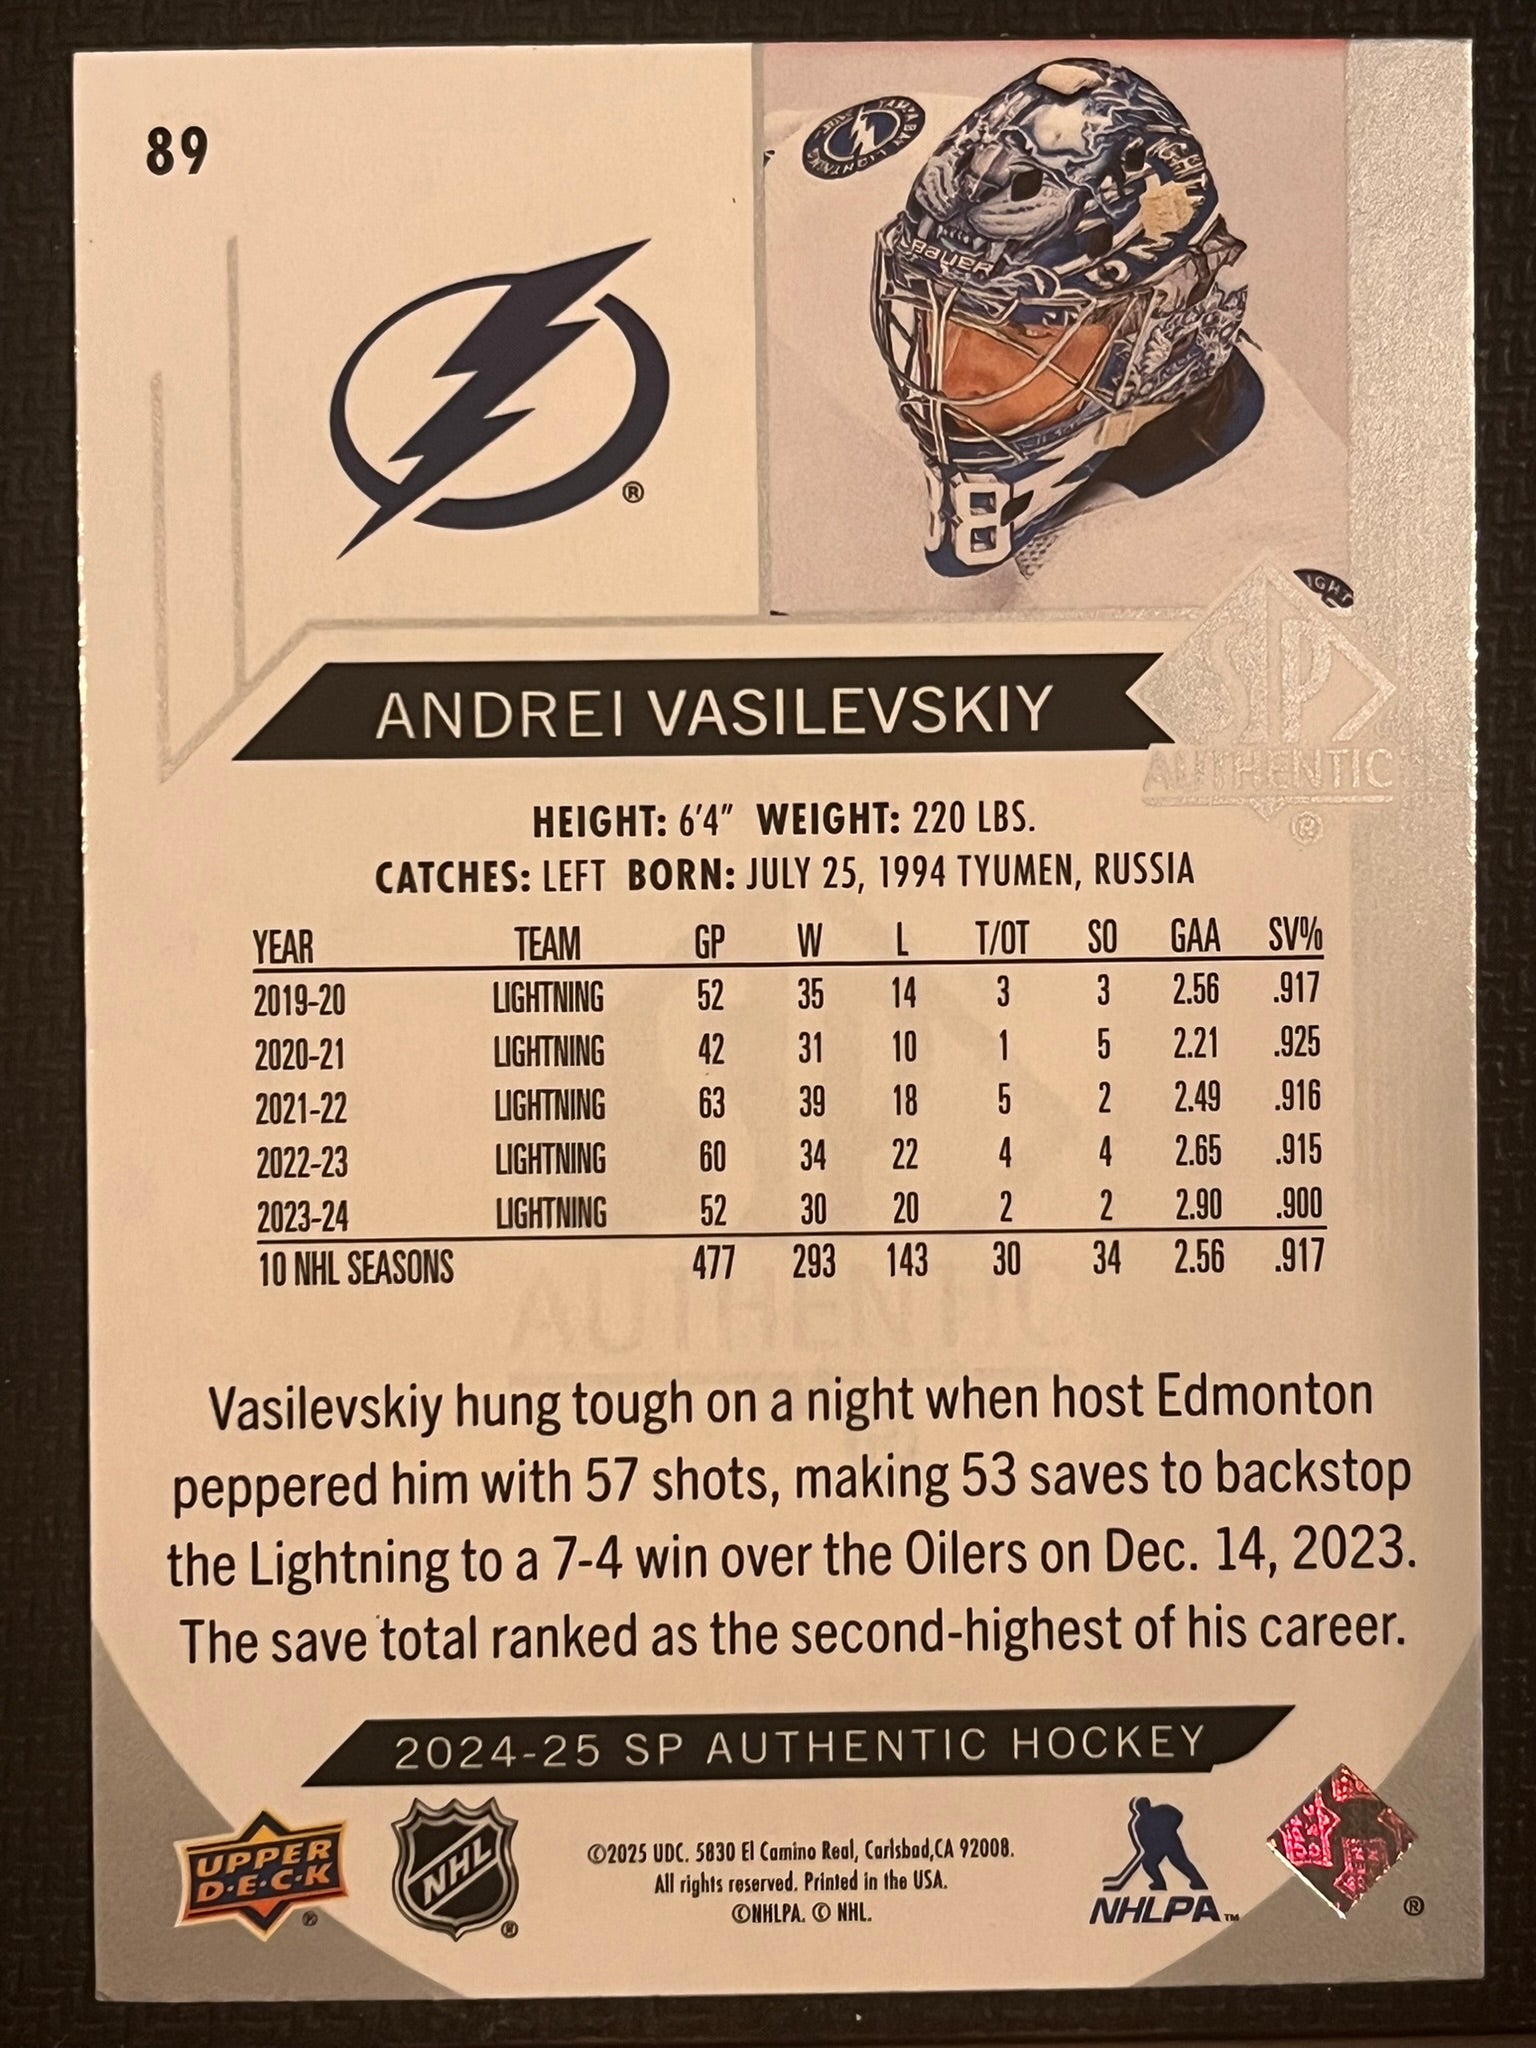 89
TAMPA BAY
LIGHTNING
BAUER
®
8
SP
AUTHENTIC
®
ANDREI VASILEVSKIY
HEIGHT: 6'4" WEIGHT: 220 LBS.
CATCHES: LEFT BORN: JULY 25, 1994 TYUMEN, RUSSIA
YEAR TEAM GP W L T/OT SO GAA SV%
2019-20 LIGHTNING 52 35 14 3 3 2.56 .917
2020-21 LIGHTNING 42 31 10 1 5 2.21 .925
2021-22 LIGHTNING 63 39 18 5 2 2.49 .916
2022-23 LIGHTNING 60 34 22 4 4 2.65 .915
2023-24 LIGHTNING 52 30 20 2 2 2.90 .900
10 NHL SEASONS 477 293 143 30 34 2.56 .917
AUTHENTIC
Vasilevskiy hung tough on a night when host Edmonton
peppered him with 57 shots, making 53 saves to backstop
the Lightning to a 7-4 win over the Oilers on Dec. 14, 2023.
The save total ranked as the second-highest of his career.
2024-25 SP AUTHENTIC HOCKEY
UPPER
D·E·C·K
®
NHL
®
©2025 UDC. 5830 El Camino Real, Carlsbad,CA 92008.
All rights reserved. Printed in the USA.
©NHLPA. © NHL.
NHLPA™
®